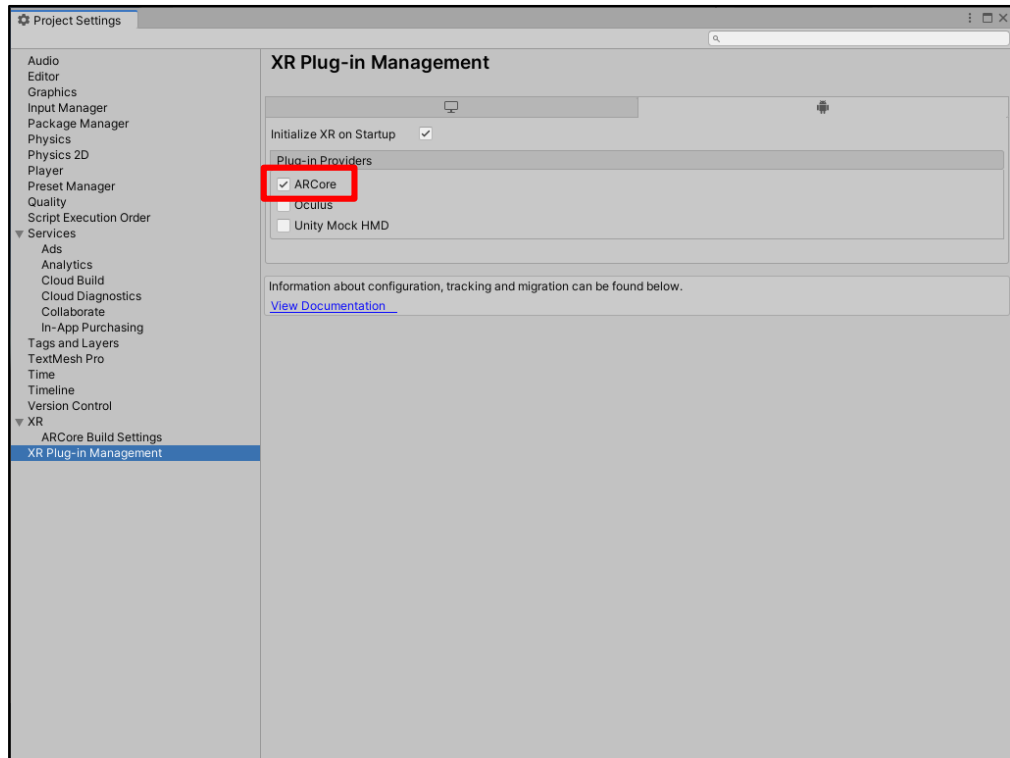 Project Settings
Audio
Editor
Graphics
Input Manager
Package Manager
Physics
Physics 2D
Player
Preset Manager
Quality
Script Execution Order
Services
Ads
Analytics
Cloud Build
Cloud Diagnostics
Collaborate
In-App Purchasing
Tags and Layers
TextMesh Pro
Time
Timeline
Version Control
XR
ARCore Build Settings
XR Plug-in Management
XR Plug-in Management
Initialize XR on Startup
Plug-in Providers
ARCore
Oculus
Unity Mock HMD
Information about configuration, tracking and migration can be found below.
View Documentation